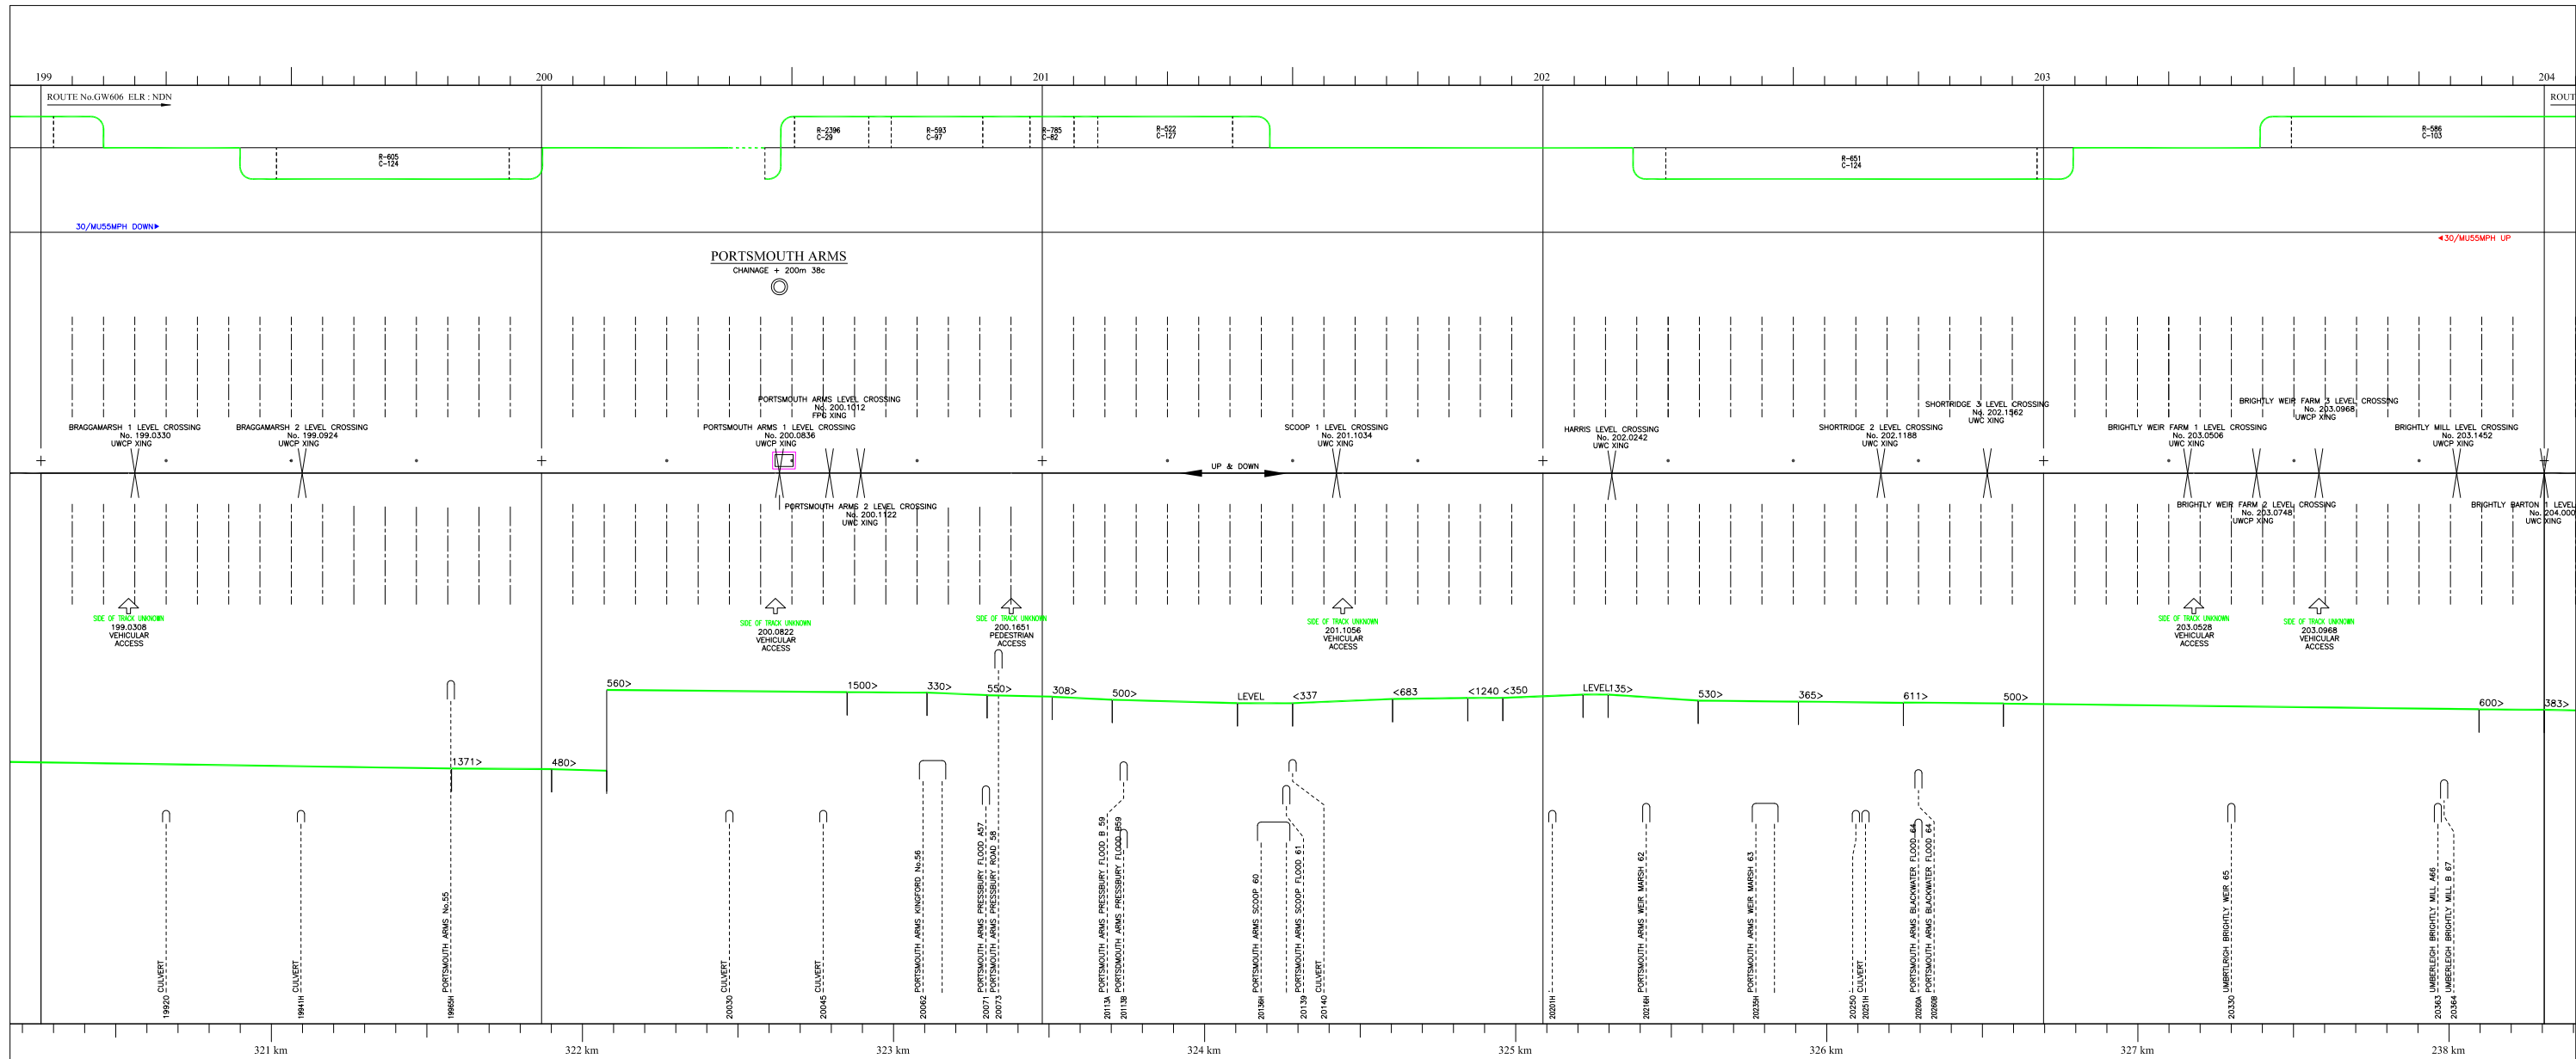 199
200
201
202
203
204
ROUTE No.GW606 ELR : NDN
ROUT
R-605
C-124
R-2396
C-29
R-593
C-97
R-785
C-82
R-522
C-127
R-651
C-124
R-586
C-103
30/MU55MPH DOWN►
◄30/MU55MPH UP
PORTSMOUTH ARMS
CHAINAGE + 200m 38c
BRAGGAMARSH 1 LEVEL CROSSING
No. 199.0330
UWCP XING
BRAGGAMARSH 2 LEVEL CROSSING
No. 199.0924
UWCP XING
PORTSMOUTH ARMS LEVEL CROSSING
No. 200.1012
FPG XING
PORTSMOUTH ARMS 1 LEVEL CROSSING
No. 200.0836
UWCP XING
SCOOP 1 LEVEL CROSSING
No. 201.1034
UWC XING
HARRIS LEVEL CROSSING
No. 202.0242
UWC XING
SHORTRIDGE 2 LEVEL CROSSING
No. 202.1188
UWC XING
SHORTRIDGE 3 LEVEL CROSSING
No. 202.1562
UWC XING
BRIGHTLY WEIR FARM 1 LEVEL CROSSING
No. 203.0506
UWC XING
BRIGHTLY WEIR FARM 3 LEVEL CROSSING
No. 203.0968
UWCP XING
BRIGHTLY MILL LEVEL CROSSING
No. 203.1452
UWCP XING
UP & DOWN
PORTSMOUTH ARMS 2 LEVEL CROSSING
No. 200.1122
UWC XING
BRIGHTLY WEIR FARM 2 LEVEL CROSSING
No. 203.0748
UWCP XING
BRIGHTLY BARTON 1 LEVEL
No. 204.000
UWC XING
SIDE OF TRACK UNKNOWN
199.0308
VEHICULAR
ACCESS
SIDE OF TRACK UNKNOWN
200.0822
VEHICULAR
ACCESS
SIDE OF TRACK UNKNOWN
200.1651
PEDESTRIAN
ACCESS
SIDE OF TRACK UNKNOWN
201.1056
VEHICULAR
ACCESS
SIDE OF TRACK UNKNOWN
203.0528
VEHICULAR
ACCESS
SIDE OF TRACK UNKNOWN
203.0968
VEHICULAR
ACCESS
1371>
480>
560>
1500>
330>
550>
308>
500>
LEVEL
<337
<683
<1240
<350
LEVEL
135>
530>
365>
611>
500>
600>
383>
19920 CULVERT
19941H CULVERT
19965H PORTSMOUTH ARMS No.55
20030 CULVERT
20045 CULVERT
20062 PORTSMOUTH ARMS KINGFORD No.56
20071 PORTSMOUTH ARMS PRESSBURY FLOOD A57
20073 PORTSMOUTH ARMS PRESSBURY ROAD 58
20113A PORTSMOUTH ARMS PRESSBURY FLOOD B 59
20113B PORTSDMOUTH ARMS PRESSBURY FLOOD B59
20136H PORTSMOUTH ARMS SCOOP 60
20139 PORTSMOUTH ARMS SCOOP FLOOD 61
20140 CULVERT
20201H
20216H PORTSMOUTH ARMS WEIR MARSH 62
20235H PORTSMOUTH ARMS WEIR MARSH 63
20250
20251H CULVERT
20260A PORTSMOUTH ARMS BLACKWATER FLOOD 64
20260B PORTSMOUTH ARMS BLACKWATER FLOOD 64
20330 UMBRTLRIGH BRIGHTLY WEIR 65
20363 UMBERLEIGH BRIGHTLY MILL A66
20364 UMBERLEIGH BRIGHTLY MILL B 67
321 km
322 km
323 km
324 km
325 km
326 km
327 km
238 km